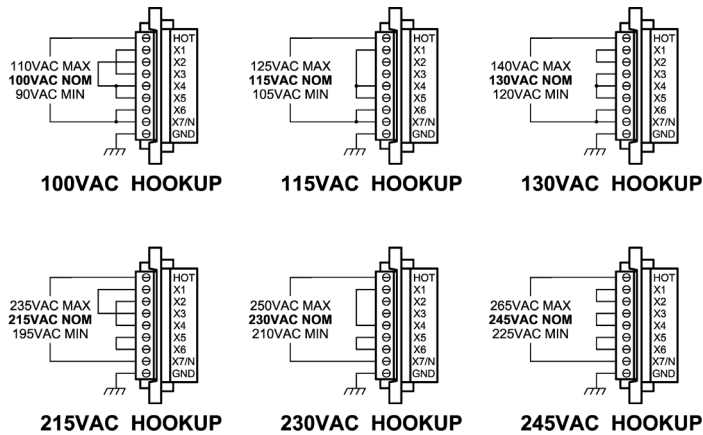 HOT
X1
X2
X3
X4
X5
X6
X7/N
GND
110VAC MAX
100VAC NOM
90VAC MIN
100VAC HOOKUP
HOT
X1
X2
X3
X4
X5
X6
X7/N
GND
125VAC MAX
115VAC NOM
105VAC MIN
115VAC HOOKUP
HOT
X1
X2
X3
X4
X5
X6
X7/N
GND
140VAC MAX
130VAC NOM
120VAC MIN
130VAC HOOKUP
HOT
X1
X2
X3
X4
X5
X6
X7/N
GND
235VAC MAX
215VAC NOM
195VAC MIN
215VAC HOOKUP
HOT
X1
X2
X3
X4
X5
X6
X7/N
GND
250VAC MAX
230VAC NOM
210VAC MIN
230VAC HOOKUP
HOT
X1
X2
X3
X4
X5
X6
X7/N
GND
265VAC MAX
245VAC NOM
225VAC MIN
245VAC HOOKUP